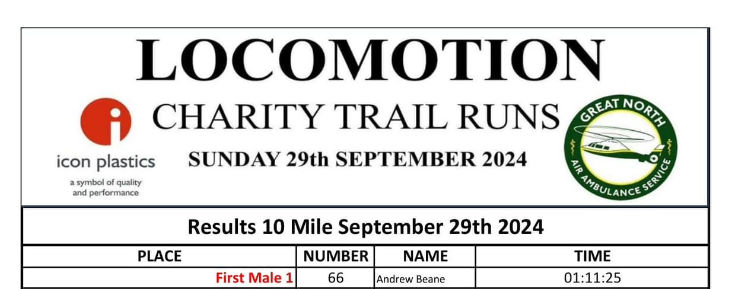 LOCOMOTION
CHARITY TRAIL RUNS
SUNDAY 29th SEPTEMBER 2024
icon plastics
a symbol of quality
and performance
GREAT NORTH
AIR AMBULANCE SERVICE
Results 10 Mile September 29th 2024
PLACE NUMBER NAME TIME
First Male 1 66 Andrew Beane 01:11:25